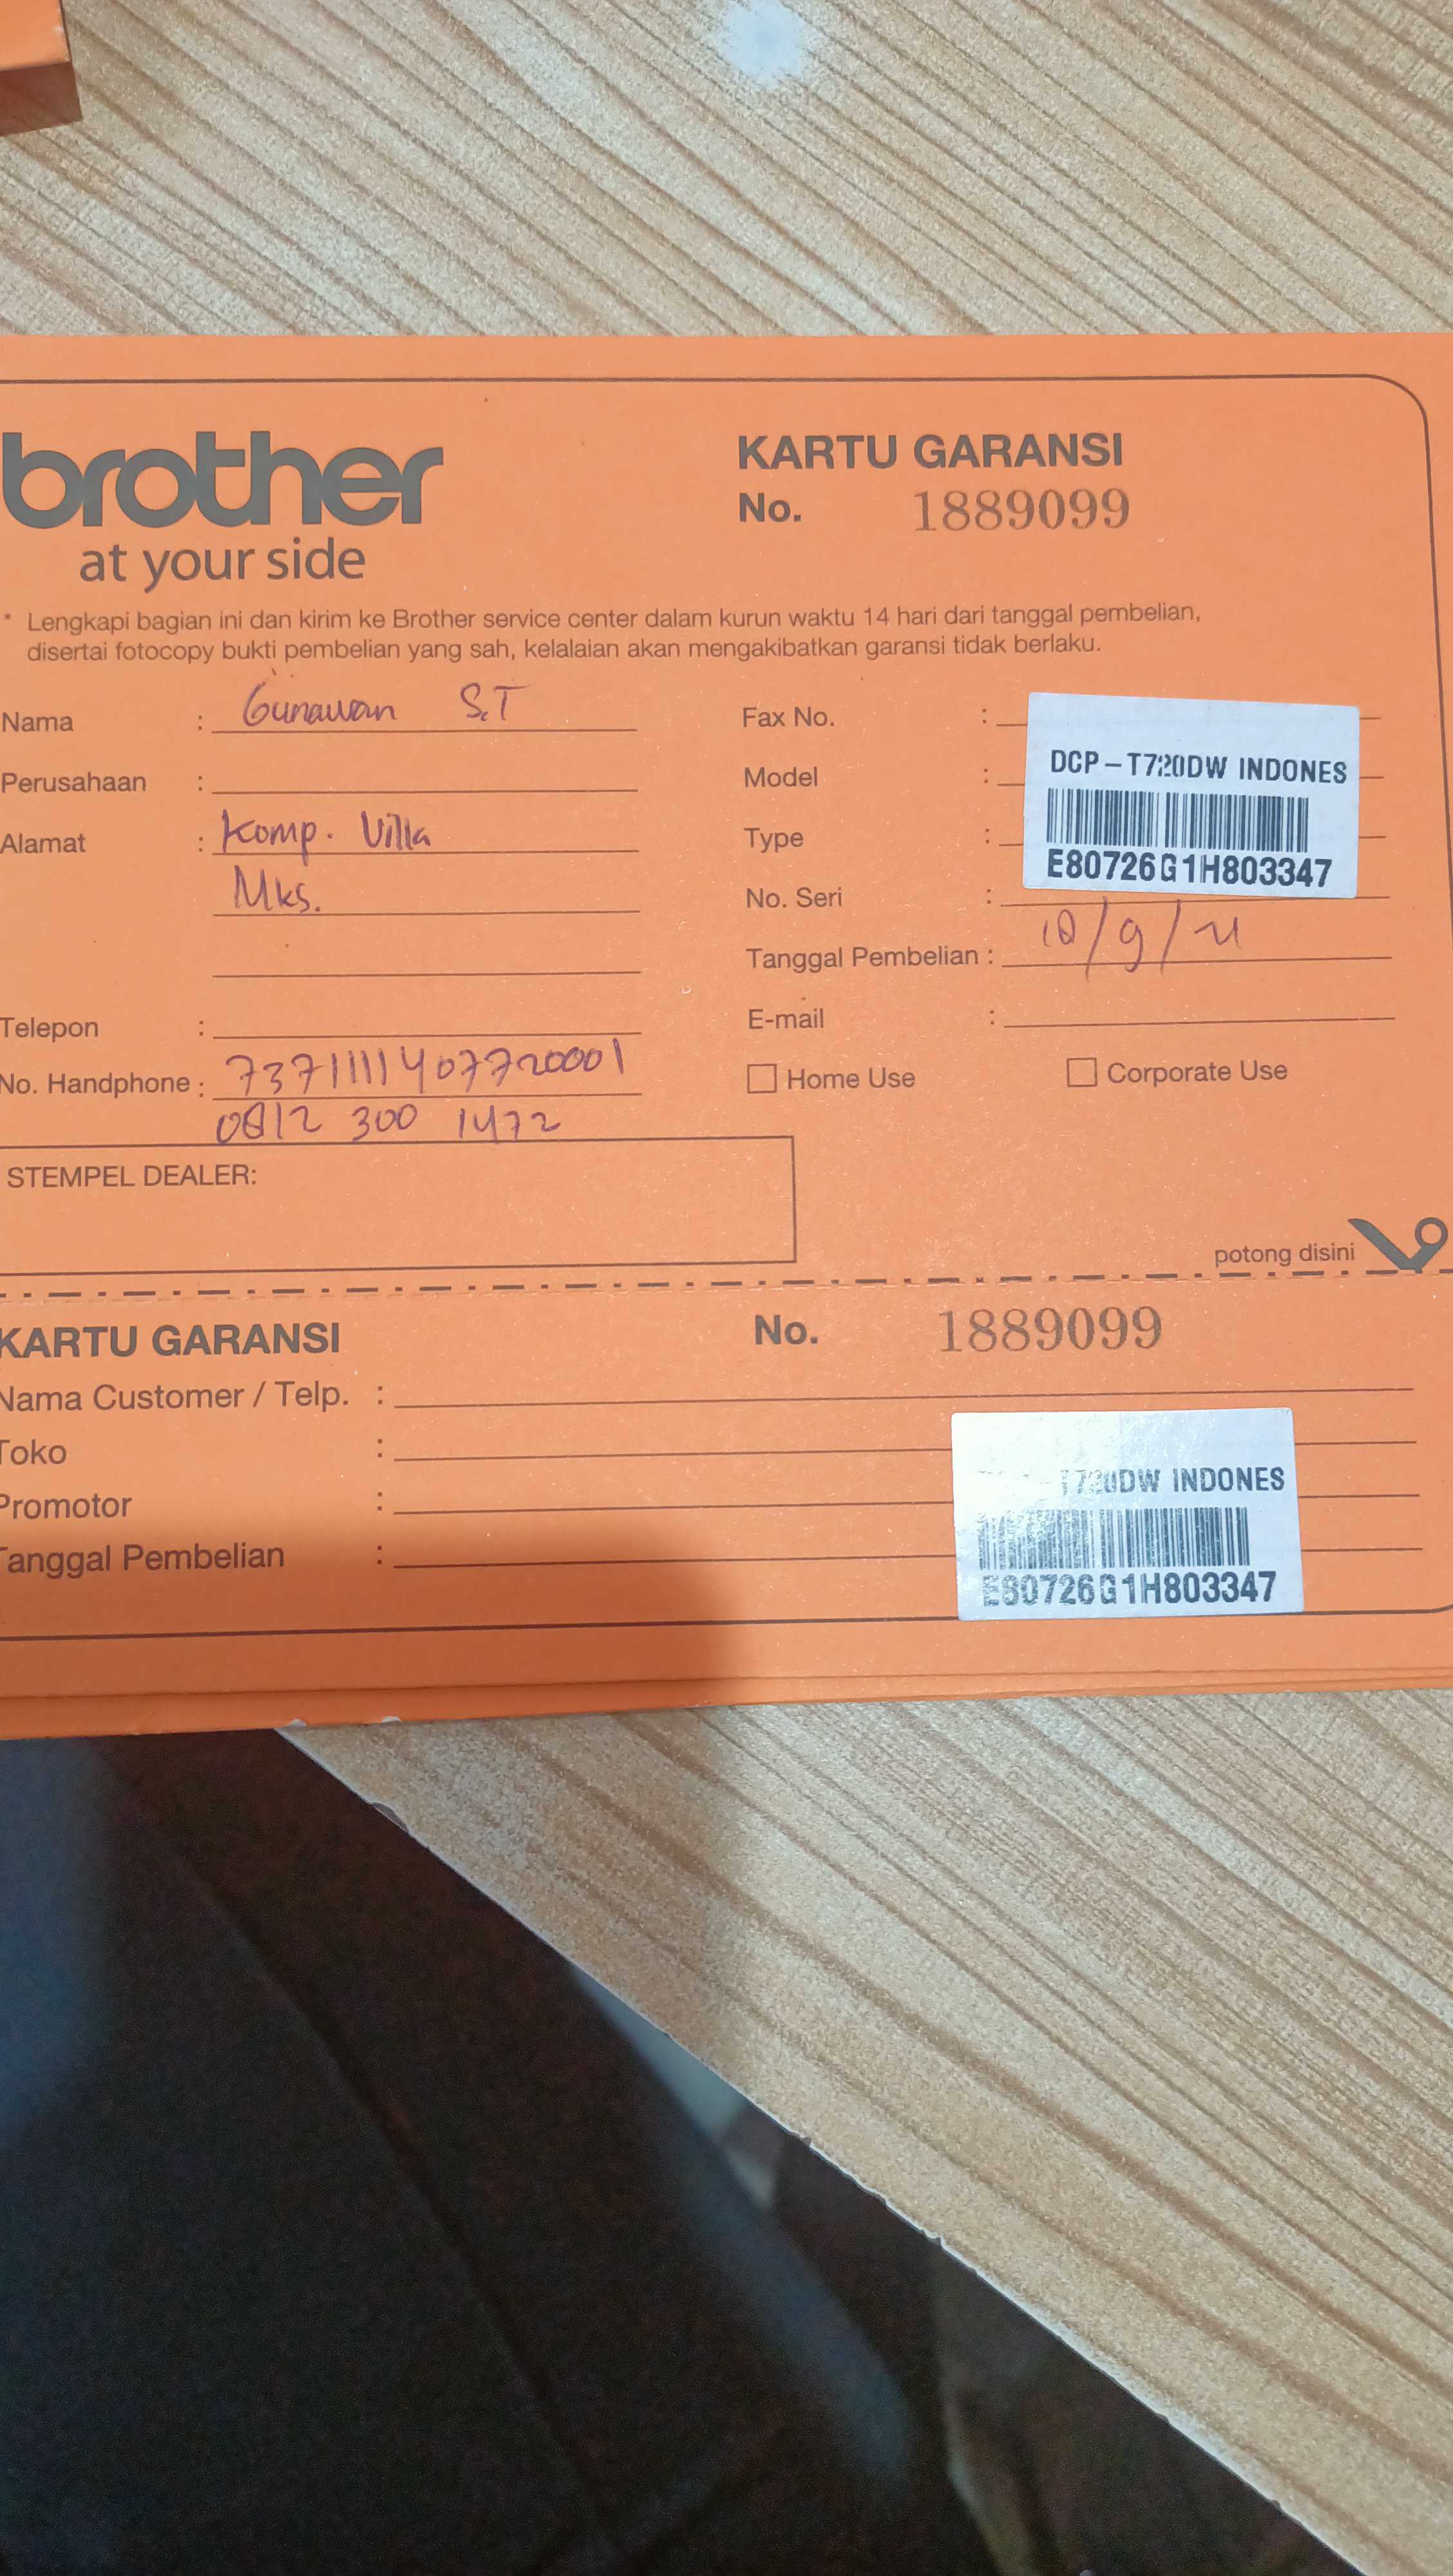 brother
at your side
KARTU GARANSI
No. 1889099
* Lengkapi bagian ini dan kirim ke Brother service center dalam kurun waktu 14 hari dari tanggal pembelian,
disertai fotocopy bukti pembelian yang sah, kelalaian akan mengakibatkan garansi tidak berlaku.
Nama : Gunawan S.T
Perusahaan :
Alamat : Komp. Villa
Mks.
Telepon :
No. Handphone : 7371111407720001
0812 300 1472
Fax No. :
Model :
Type :
No. Seri :
DCP-T720DW INDONES
E80726G1H803347
Tanggal Pembelian : /9/21
E-mail :
Home Use
Corporate Use
STEMPEL DEALER:
potong disini
KARTU GARANSI
No. 1889099
Nama Customer / Telp. :
Toko :
Promotor :
Tanggal Pembelian :
T720DW INDONES
E80726G1H803347